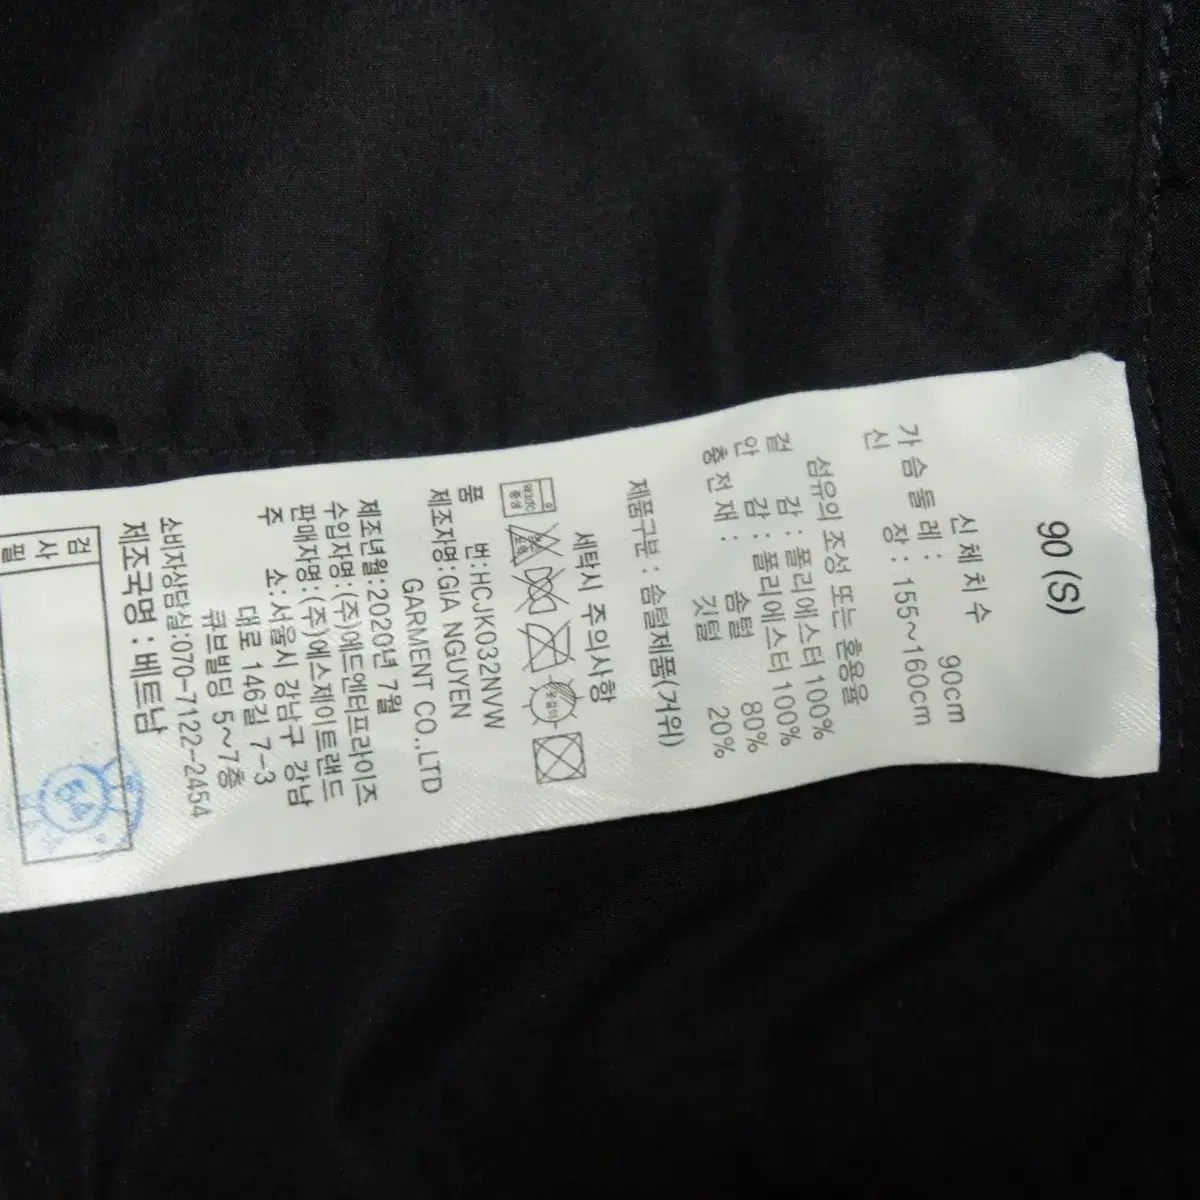 90 (S)
신체치수
가슴둘레: 90cm
신 장: 155~160cm
섬유의 조성 또는 혼용율
겉 감: 폴리에스터 100%
안 감: 폴리에스터 100%
충전재: 솜털 80%
깃털 20%
제품구분: 솜털제품(거위)
세탁시 주의사항
중성
품 번:HCJK032NVW
제조자명:GIA NGUYEN
GARMENT CO.,LTD
제조년월:2020년 7월
수입자명:(주)에드엔터프라이즈
판매자명:(주)에스제이트랜드
주 소:서울시 강남구 강남
대로 146길 7-3
큐브빌딩 5~7층
소비자상담실:070-7122-2454
제조국명: 베트남
검사필